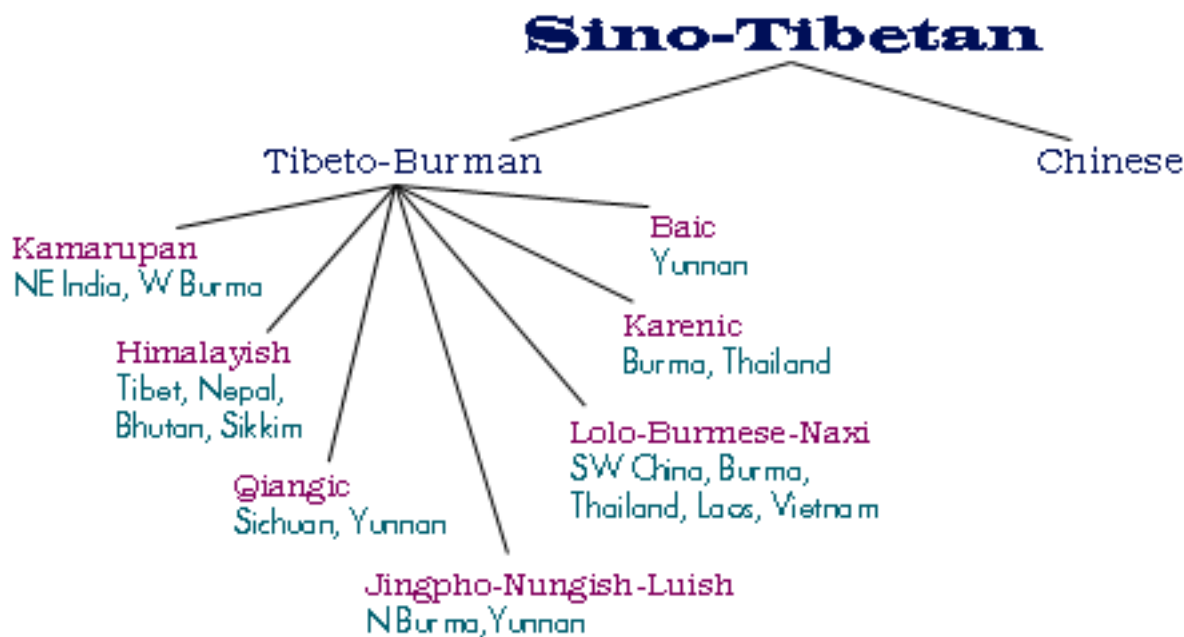 Sino-Tibetan
Tibeto-Burman
Chinese
Kamarupan
NE India, W Burma
Himalayish
Tibet, Nepal,
Bhutan, Sikkim
Qiangic
Sichuan, Yunnan
Jingpho-Nungish-Luish
N Burma, Yunnan
Lolo-Burmese-Naxi
SW China, Burma,
Thailand, Laos, Vietnam
Karenic
Burma, Thailand
Baic
Yunnan